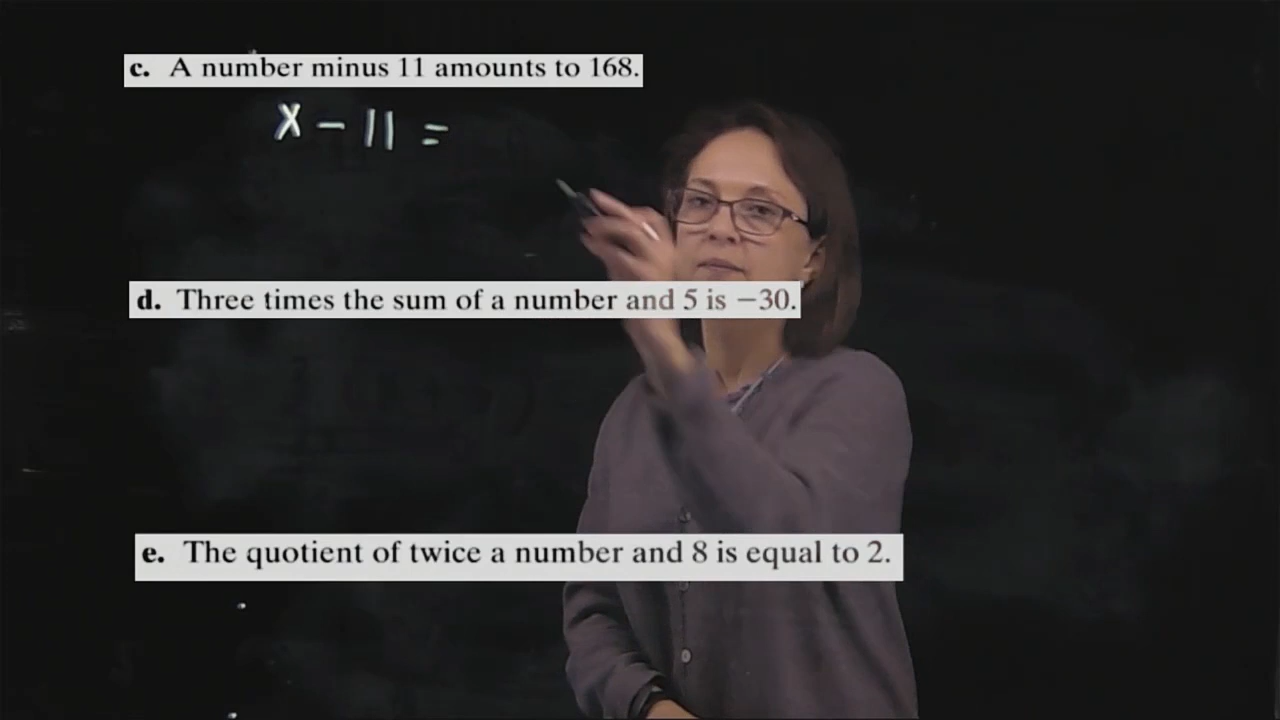 c. A number minus 11 amounts to 168.
x - 11 =
d. Three times the sum of a number and 5 is −30.
e. The quotient of twice a number and 8 is equal to 2.